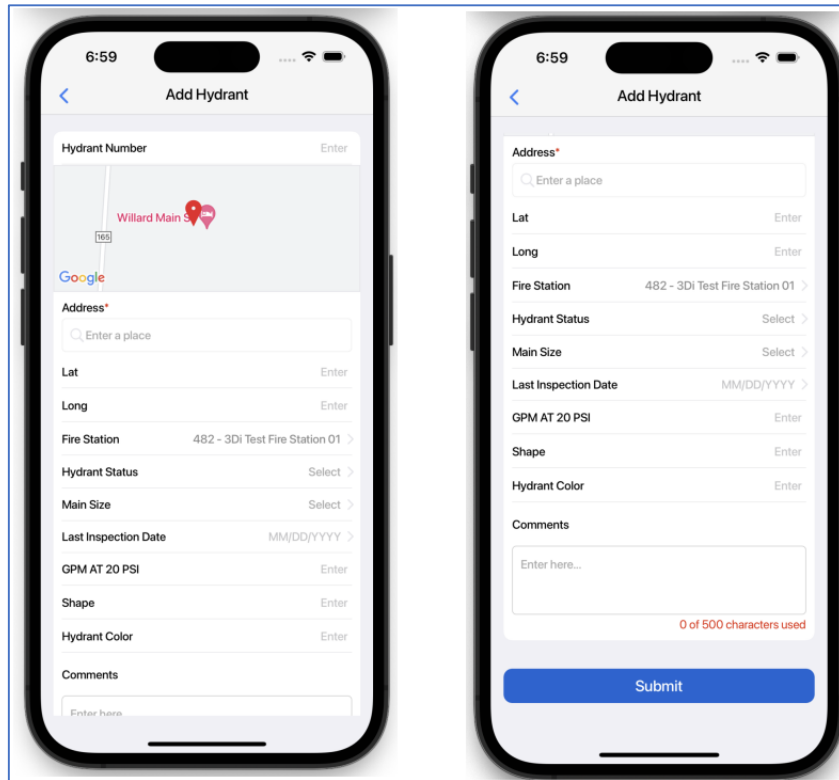 6:59
Add Hydrant
Hydrant Number Enter
Willard Main S
165
Google
Address*
Enter a place
Lat Enter
Long Enter
Fire Station 482 - 3Di Test Fire Station 01
Hydrant Status Select
Main Size Select
Last Inspection Date MM/DD/YYYY
GPM AT 20 PSI Enter
Shape Enter
Hydrant Color Enter
Comments
Enter here
6:59
Add Hydrant
Address*
Enter a place
Lat Enter
Long Enter
Fire Station 482 - 3Di Test Fire Station 01
Hydrant Status Select
Main Size Select
Last Inspection Date MM/DD/YYYY
GPM AT 20 PSI Enter
Shape Enter
Hydrant Color Enter
Comments
Enter here...
0 of 500 characters used
Submit